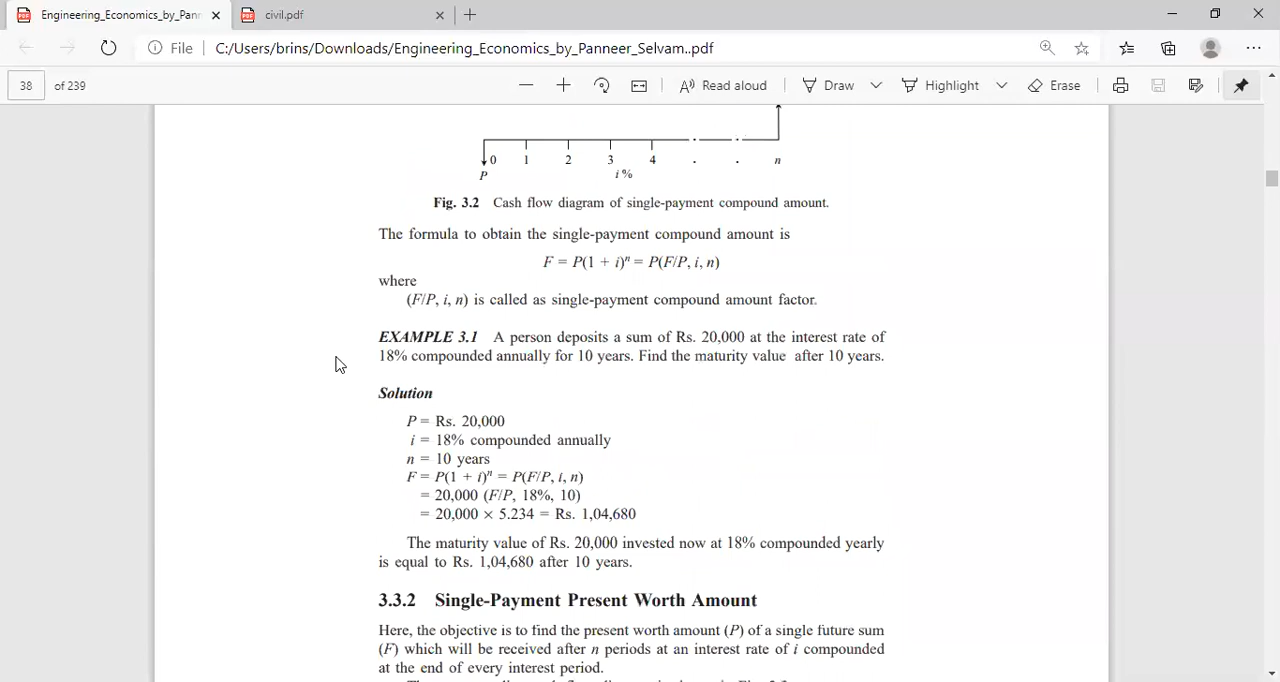 Engineering_Economics_by_Pann
civil.pdf
File
C:/Users/brins/Downloads/Engineering_Economics_by_Panneer_Selvam..pdf
38 of 239
Read aloud
Draw
Highlight
Erase
0 1 2 3 4 . . n
P i%
Fig. 3.2 Cash flow diagram of single-payment compound amount.
The formula to obtain the single-payment compound amount is
F = P(1 + i)ⁿ = P(F/P, i, n)
where
(F/P, i, n) is called as single-payment compound amount factor.
EXAMPLE 3.1 A person deposits a sum of Rs. 20,000 at the interest rate of
18% compounded annually for 10 years. Find the maturity value after 10 years.
Solution
P = Rs. 20,000
i = 18% compounded annually
n = 10 years
F = P(1 + i)ⁿ = P(F/P, i, n)
= 20,000 (F/P, 18%, 10)
= 20,000 × 5.234 = Rs. 1,04,680
The maturity value of Rs. 20,000 invested now at 18% compounded yearly
is equal to Rs. 1,04,680 after 10 years.
3.3.2 Single-Payment Present Worth Amount
Here, the objective is to find the present worth amount (P) of a single future sum
(F) which will be received after n periods at an interest rate of i compounded
at the end of every interest period.